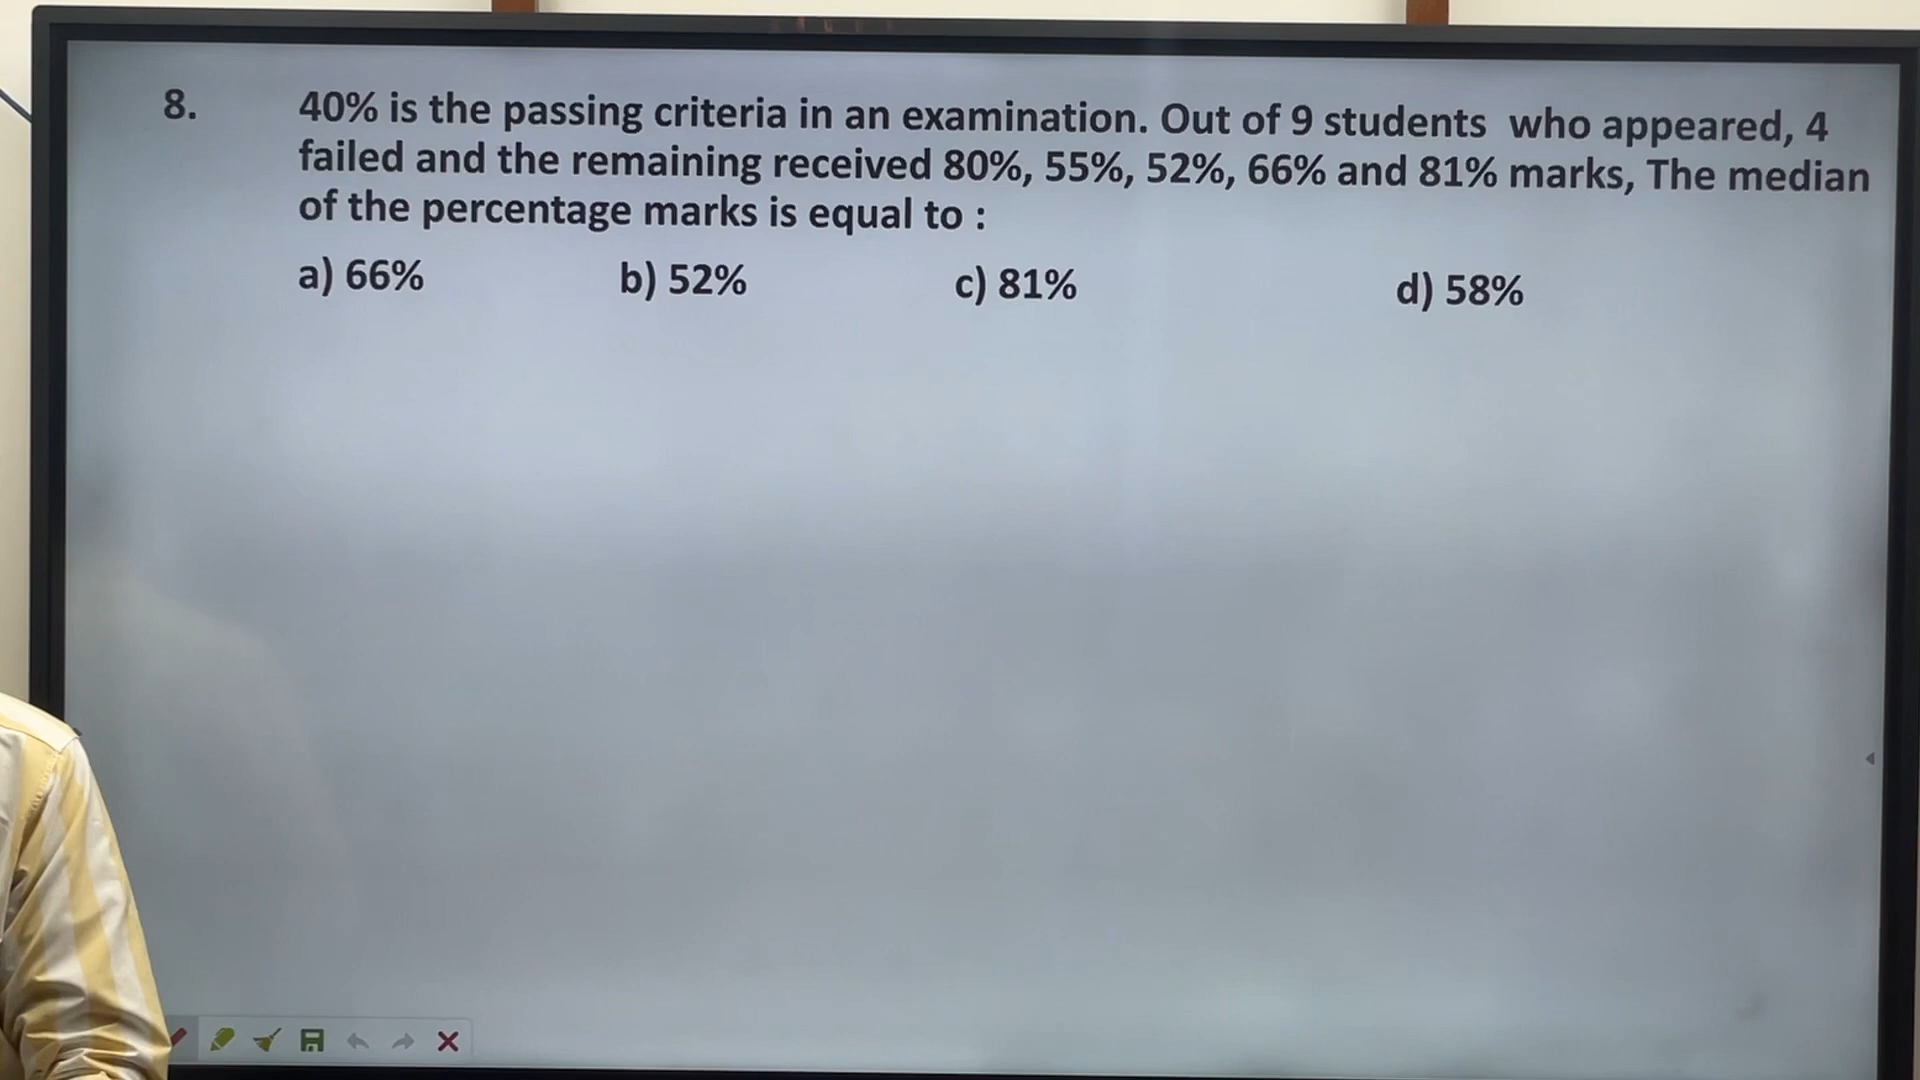 8. 40% is the passing criteria in an examination. Out of 9 students who appeared, 4
failed and the remaining received 80%, 55%, 52%, 66% and 81% marks, The median
of the percentage marks is equal to :
a) 66% b) 52% c) 81% d) 58%